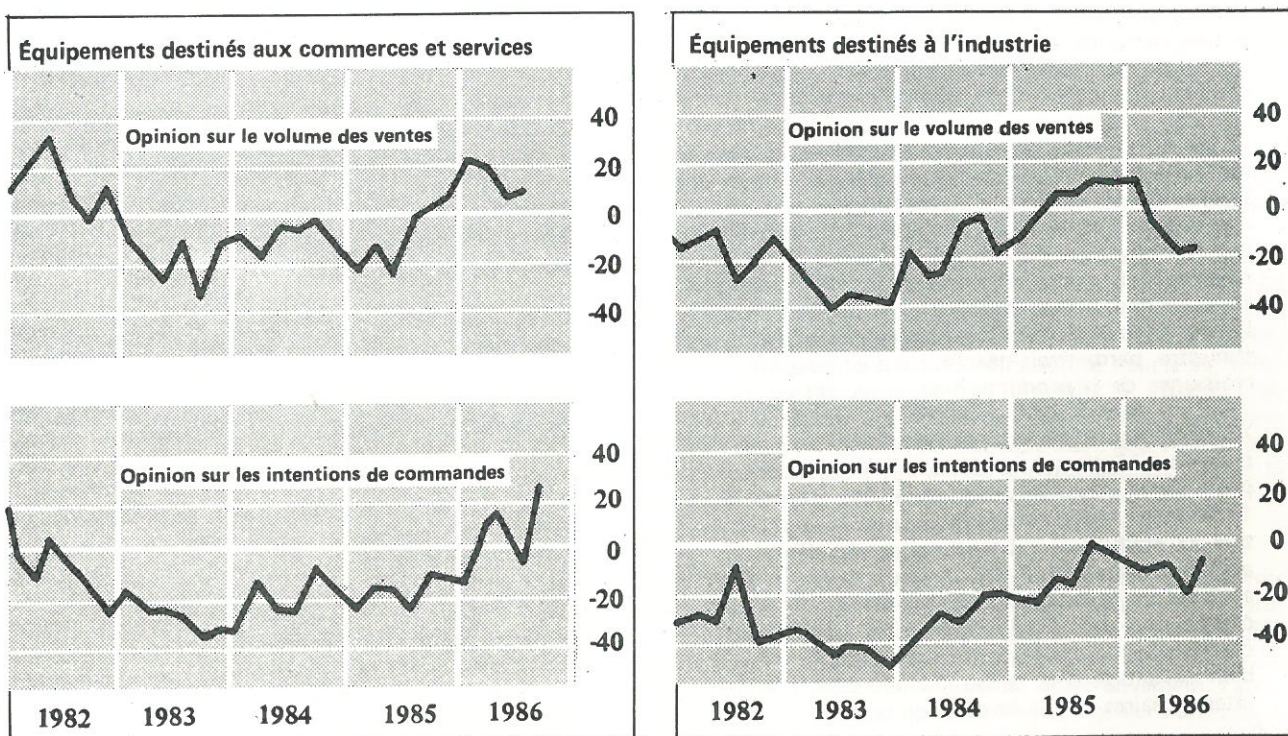 Équipements destinés aux commerces et services
Opinion sur le volume des ventes
40
20
0
-20
-40
Opinion sur les intentions de commandes
40
20
0
-20
-40
1982 1983 1984 1985 1986
Équipements destinés à l'industrie
Opinion sur le volume des ventes
40
20
0
-20
-40
Opinion sur les intentions de commandes
40
20
0
-20
-40
1982 1983 1984 1985 1986